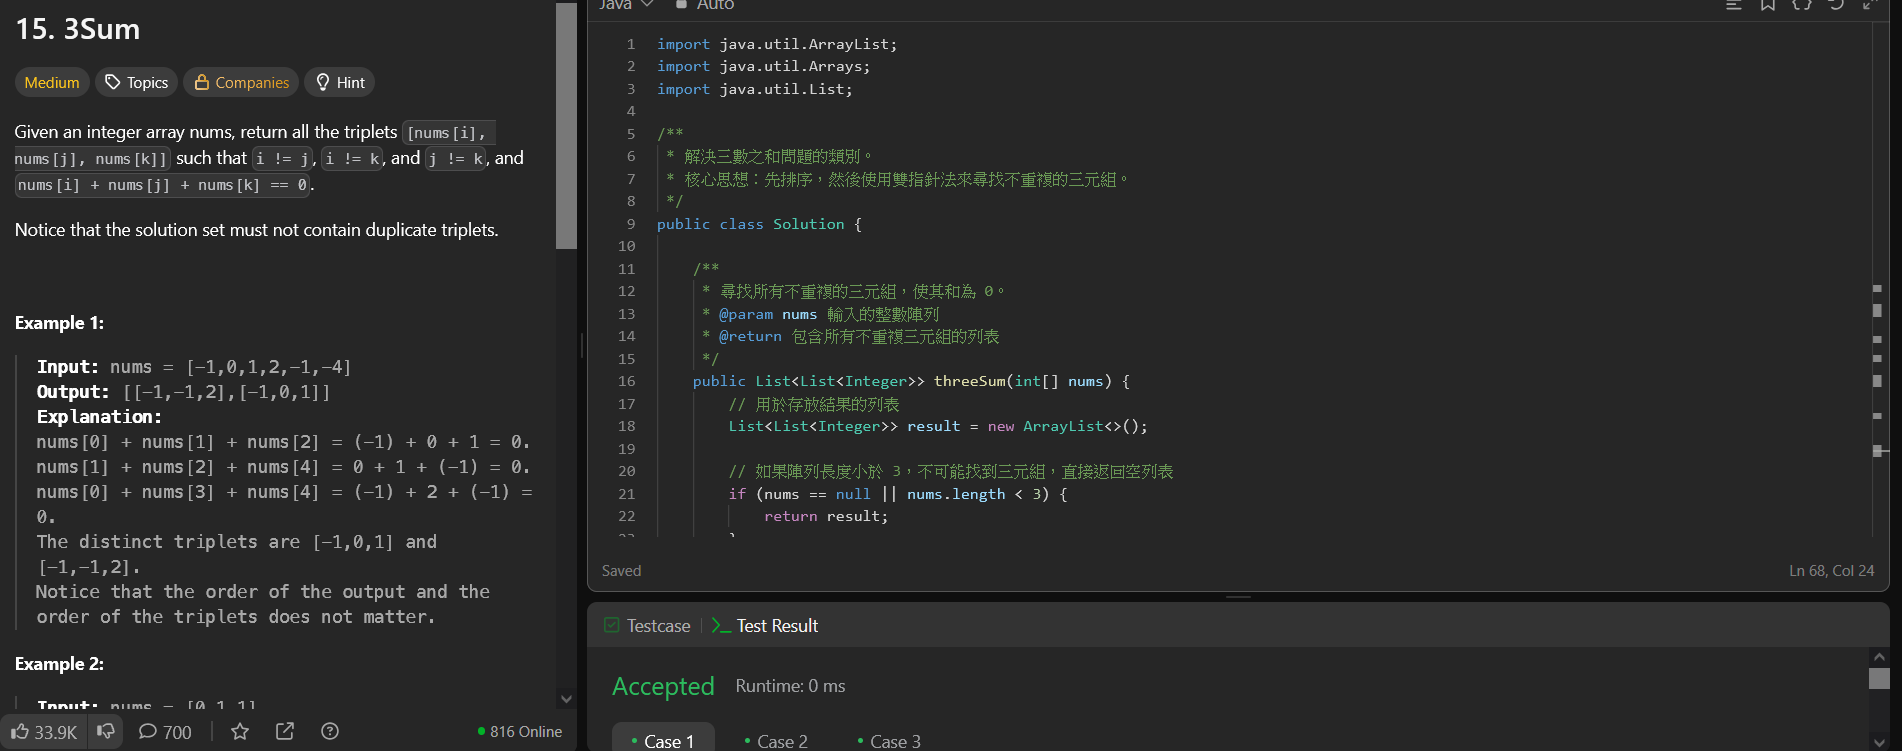 15. 3Sum
Medium
Topics
Companies
Hint
Given an integer array nums, return all the triplets [nums[i],
nums[j], nums[k]] such that i != j, i != k, and j != k, and
nums[i] + nums[j] + nums[k] == 0.
Notice that the solution set must not contain duplicate triplets.
Example 1:
Input: nums = [-1,0,1,2,-1,-4]
Output: [[-1,-1,2],[-1,0,1]]
Explanation:
nums[0] + nums[1] + nums[2] = (-1) + 0 + 1 = 0.
nums[1] + nums[2] + nums[4] = 0 + 1 + (-1) = 0.
nums[0] + nums[3] + nums[4] = (-1) + 2 + (-1) =
0.
The distinct triplets are [-1,0,1] and
[-1,-1,2].
Notice that the order of the output and the
order of the triplets does not matter.
Example 2:
Input: nums = [0,1,1]
33.9K
700
816 Online
Java
Auto
1 import java.util.ArrayList;
2 import java.util.Arrays;
3 import java.util.List;
4
5 /**
6 * 解決三數之和問題的類別。
7 * 核心思想：先排序，然後使用雙指針法來尋找不重複的三元組。
8 */
9 public class Solution {
10
11 /**
12 * 尋找所有不重複的三元組，使其和為 0。
13 * @param nums 輸入的整數陣列
14 * @return 包含所有不重複三元組的列表
15 */
16 public List<List<Integer>> threeSum(int[] nums) {
17 // 用於存放結果的列表
18 List<List<Integer>> result = new ArrayList<>();
19
20 // 如果陣列長度小於 3，不可能找到三元組，直接返回空列表
21 if (nums == null || nums.length < 3) {
22 return result;
23 }
Saved
Ln 68, Col 24
Testcase
Test Result
Accepted
Runtime: 0 ms
Case 1
Case 2
Case 3